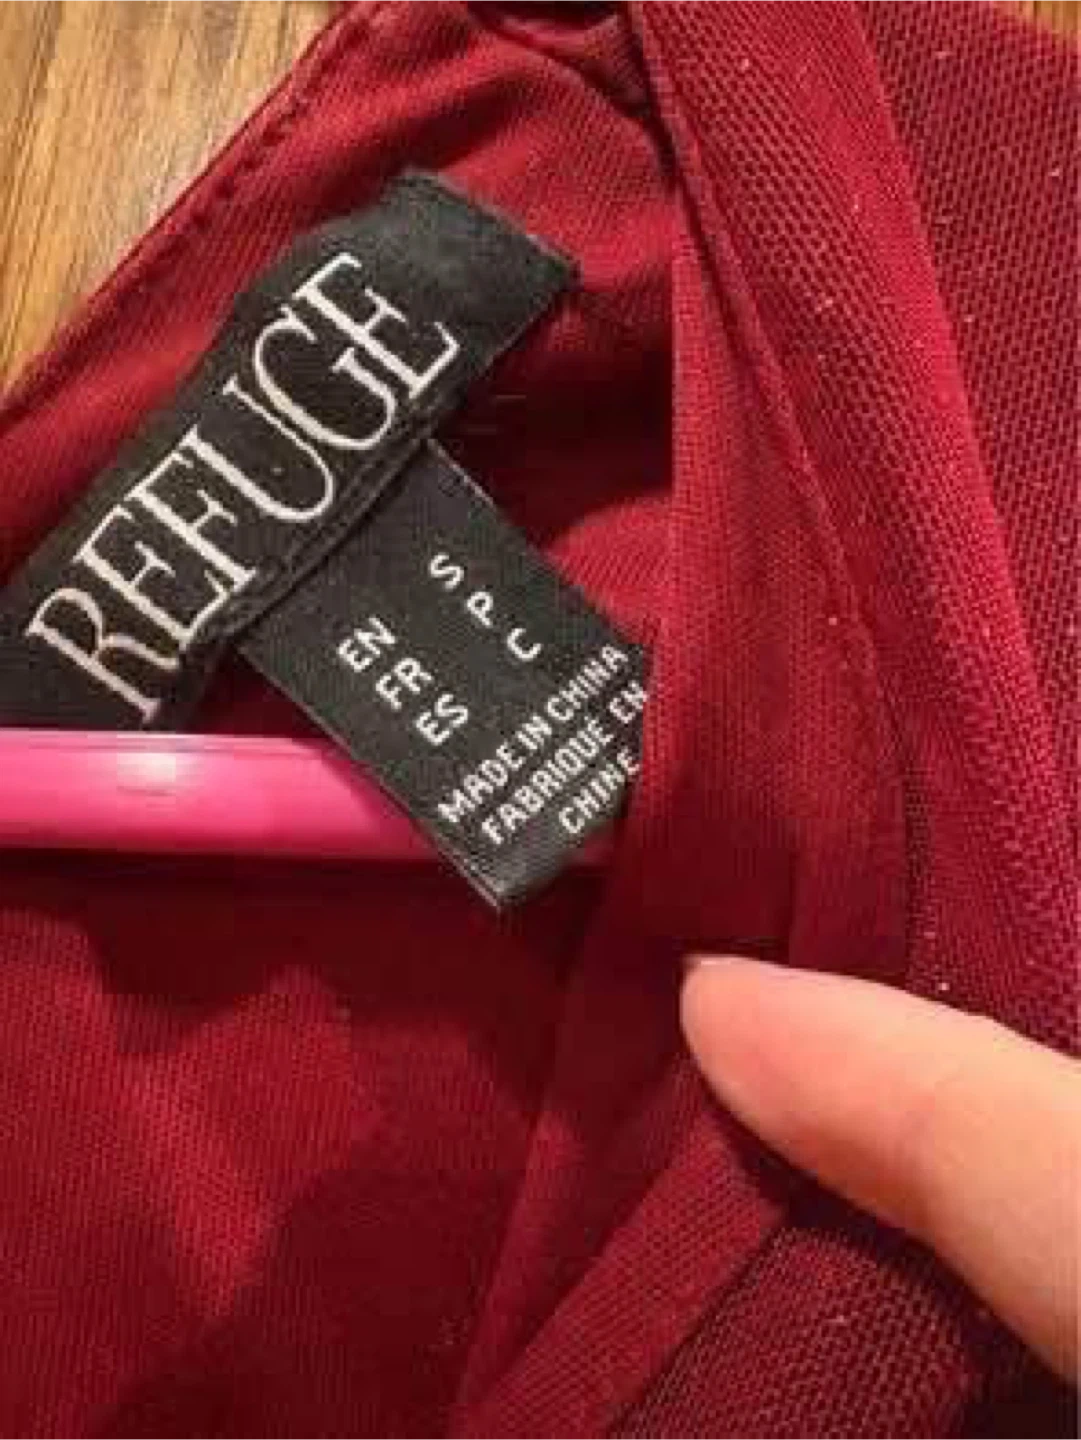 REFUGE
EN S
FR P
ES C
MADE IN CHINA
FABRIQUÉ EN
CHINE